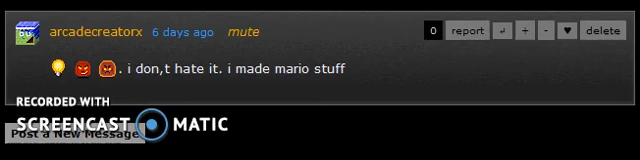 arcadecreatorx 6 days ago mute 0 report ↲ + - ♥ delete
. i don,t hate it. i made mario stuff
RECORDED WITH
SCREENCAST MATIC
Post a New Message